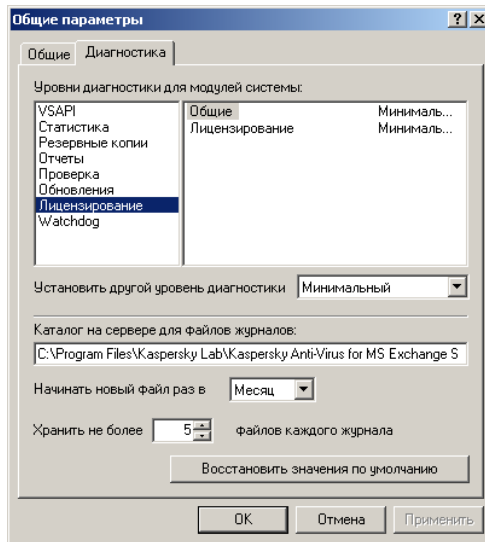 Общие параметры
Общие
Диагностика
Уровни диагностики для модулей системы:
VSAPI
Статистика
Резервные копии
Отчеты
Проверка
Обновления
Лицензирование
Watchdog
Общие Минималь...
Лицензирование Минималь...
Установить другой уровень диагностики Минимальный
Каталог на сервере для файлов журналов:
C:\Program Files\Kaspersky Lab\Kaspersky Anti-Virus for MS Exchange S
Начинать новый файл раз в Месяц
Хранить не более 5 файлов каждого журнала
Восстановить значения по умолчанию
OK Отмена Применить